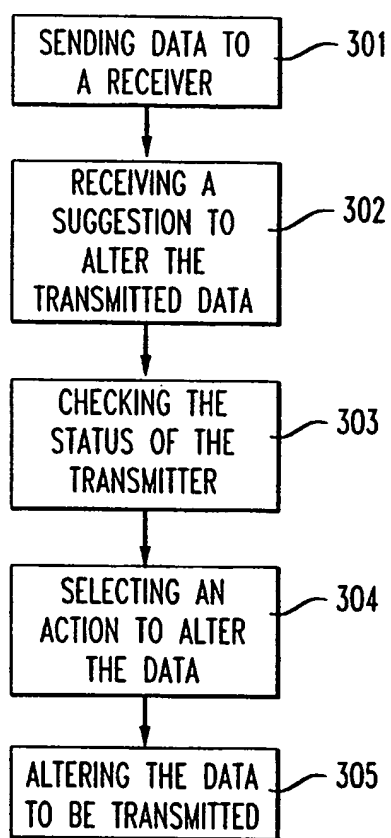 SENDING DATA TO
A RECEIVER
301
RECEIVING A
SUGGESTION TO
ALTER THE
TRANSMITTED DATA
302
CHECKING THE
STATUS OF THE
TRANSMITTER
303
SELECTING AN
ACTION TO ALTER
THE DATA
304
ALTERING THE DATA
TO BE TRANSMITTED
305